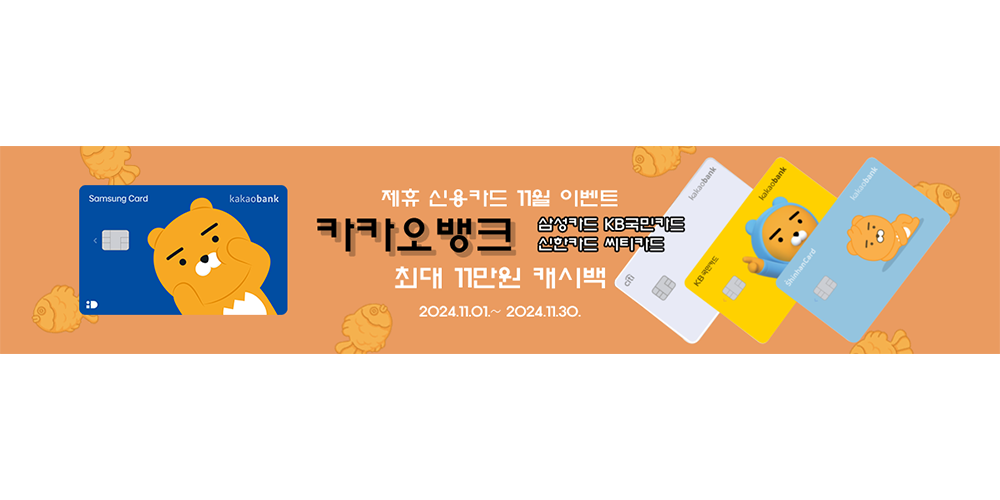 Samsung Card
kakaobank
제휴 신용카드 11월 이벤트
카카오뱅크
삼성카드 KB국민카드
신한카드 씨티카드
최대 11만원 캐시백
2024.11.01.~ 2024.11.30.
kakaobank
citi
kakaobank
KB 국민카드
kakaobank
ShinhanCard